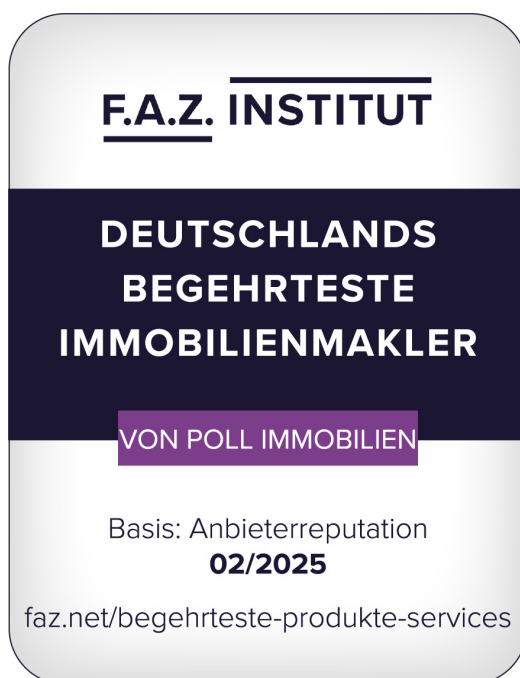 F.A.Z. INSTITUT
DEUTSCHLANDS
BEGEHRTESTE
IMMOBILIENMAKLER
VON POLL IMMOBILIEN
Basis: Anbieterreputation
02/2025
faz.net/begehrteste-produkte-services